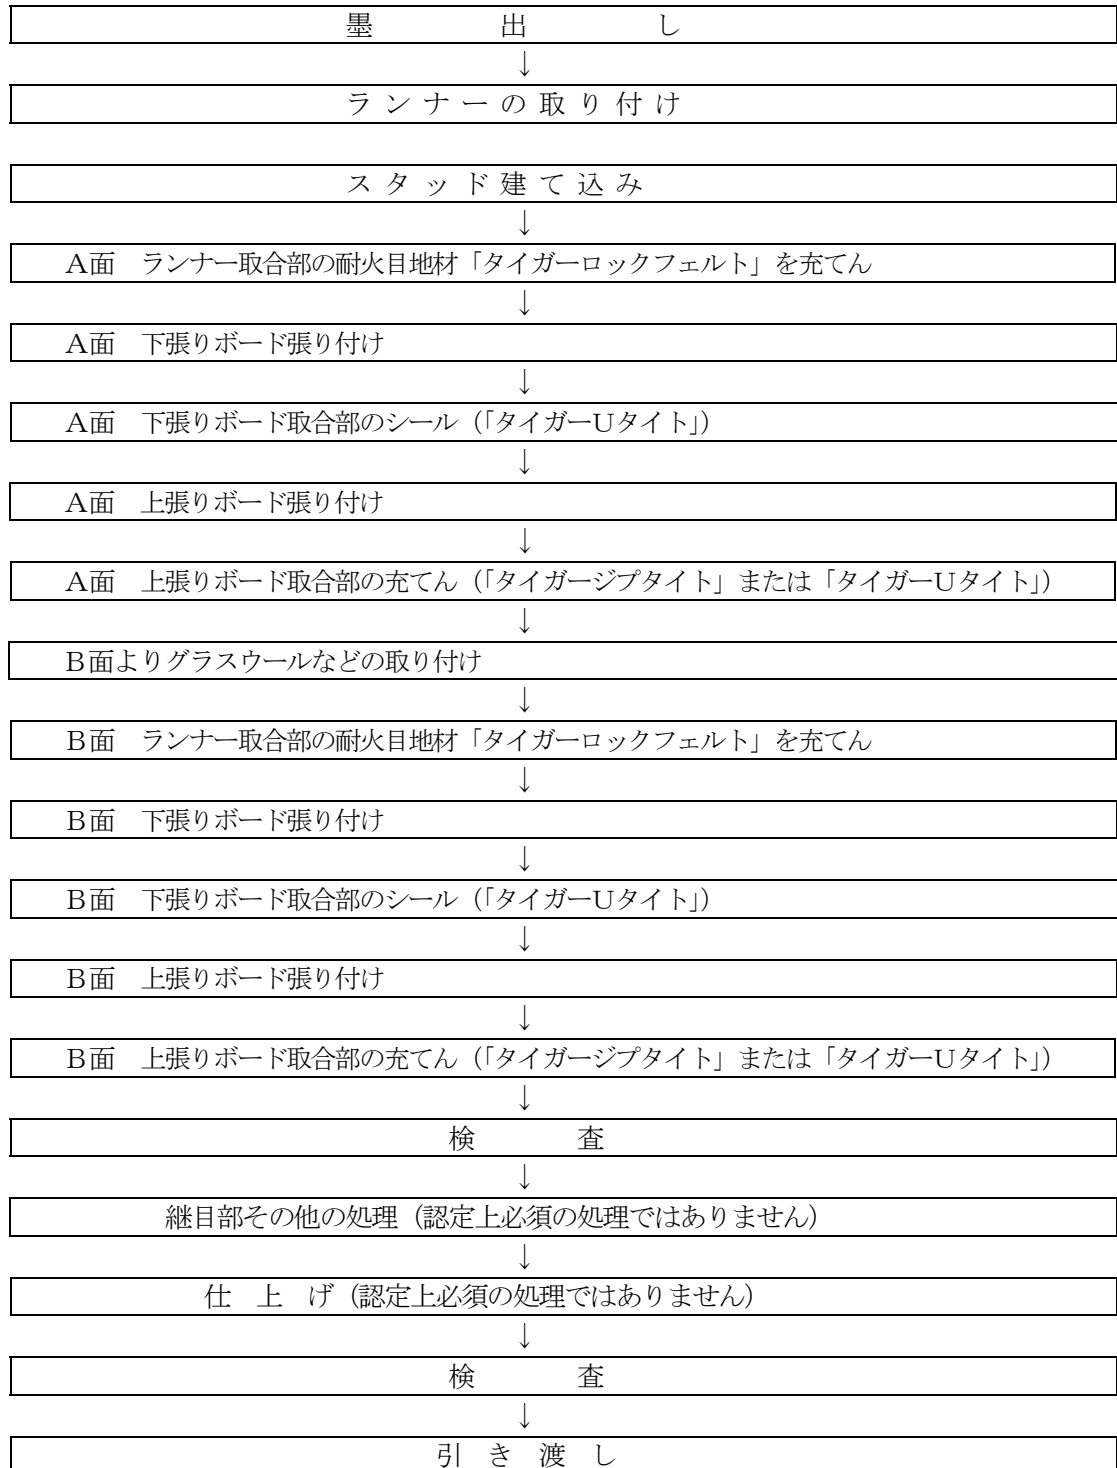 墨 出 し
↓
ランナーの取り付け
スタッド建て込み
↓
A面 ランナー取合部の耐火目地材「タイガーロックフェルト」を充てん
↓
A面 下張りボード張り付け
↓
A面 下張りボード取合部のシール(「タイガーUタイト」)
↓
A面 上張りボード張り付け
↓
A面 上張りボード取合部の充てん(「タイガージプタイト」または「タイガーUタイト」)
↓
B面よりグラスウールなどの取り付け
↓
B面 ランナー取合部の耐火目地材「タイガーロックフェルト」を充てん
↓
B面 下張りボード張り付け
↓
B面 下張りボード取合部のシール(「タイガーUタイト」)
↓
B面 上張りボード張り付け
↓
B面 上張りボード取合部の充てん(「タイガージプタイト」または「タイガーUタイト」)
↓
検 査
↓
継目部その他の処理(認定上必須の処理ではありません)
↓
仕 上 げ(認定上必須の処理ではありません)
↓
検 査
↓
引 き 渡 し